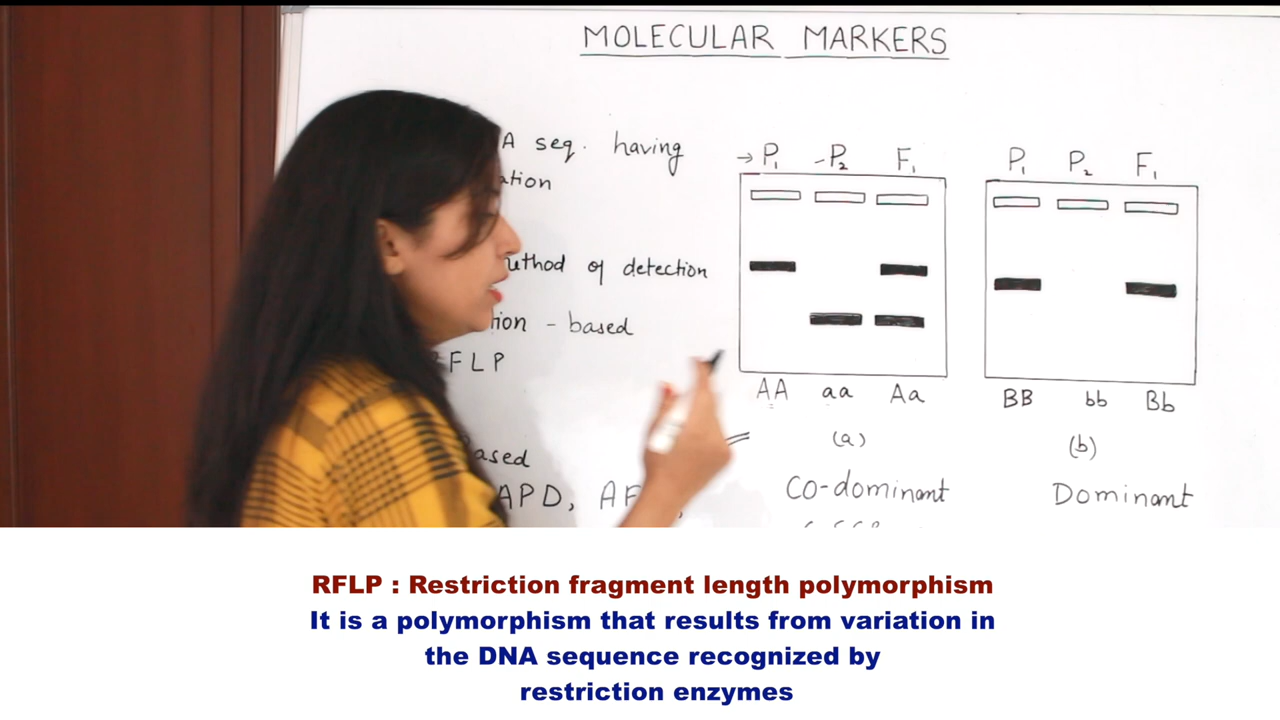 MOLECULAR MARKERS
A seq. having
ation
method of detection
tion - based
FLP
ased
APD, AF
→ P₁ -P₂ F₁
AA aa Aa
(a)
Co-dominant
P₁ P₂ F₁
BB bb Bb
(b)
Dominant
RFLP : Restriction fragment length polymorphism
It is a polymorphism that results from variation in
the DNA sequence recognized by
restriction enzymes